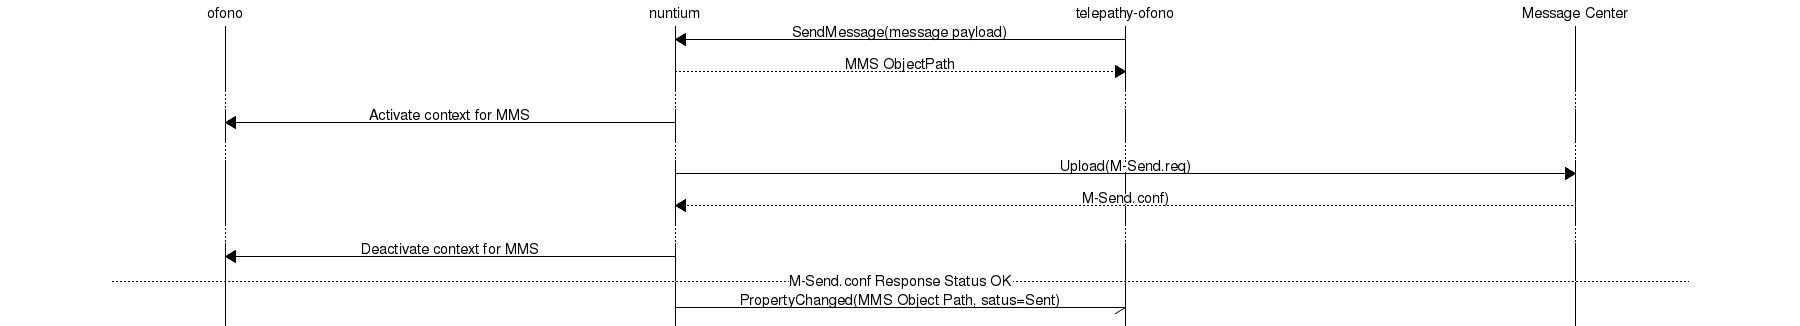 ofono nuntium telepathy-ofono Message Center
SendMessage(message payload)
MMS ObjectPath
Activate context for MMS
Upload(M-Send.req)
M-Send.conf)
Deactivate context for MMS
M-Send.conf Response Status OK
PropertyChanged(MMS Object Path, satus=Sent)